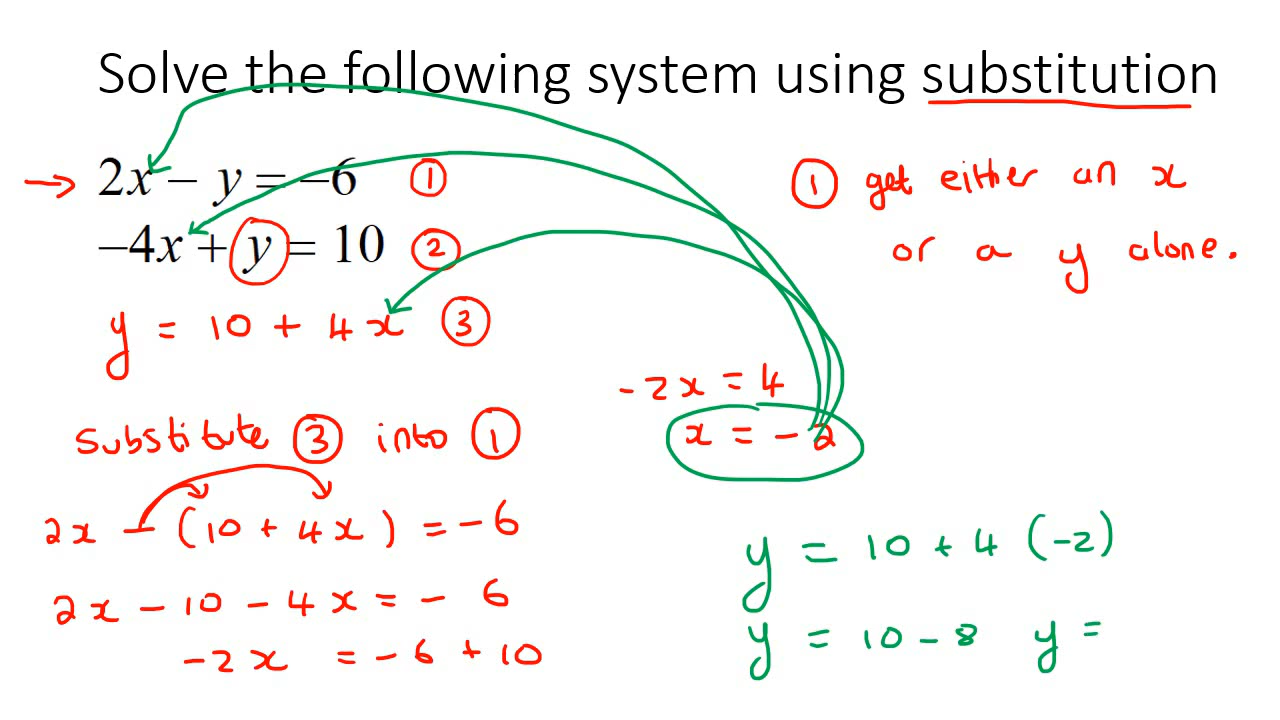 Solve the following system using substitution
2x − y = −6 ①
−4x + y = 10 ②
y = 10 + 4x ③
Substitute ③ into ①
2x − (10 + 4x) = −6
2x − 10 − 4x = − 6
−2x = −6 + 10
① get either an x
or a y alone.
−2x = 4
x = −2
y = 10 + 4 (−2)
y = 10 − 8 y =